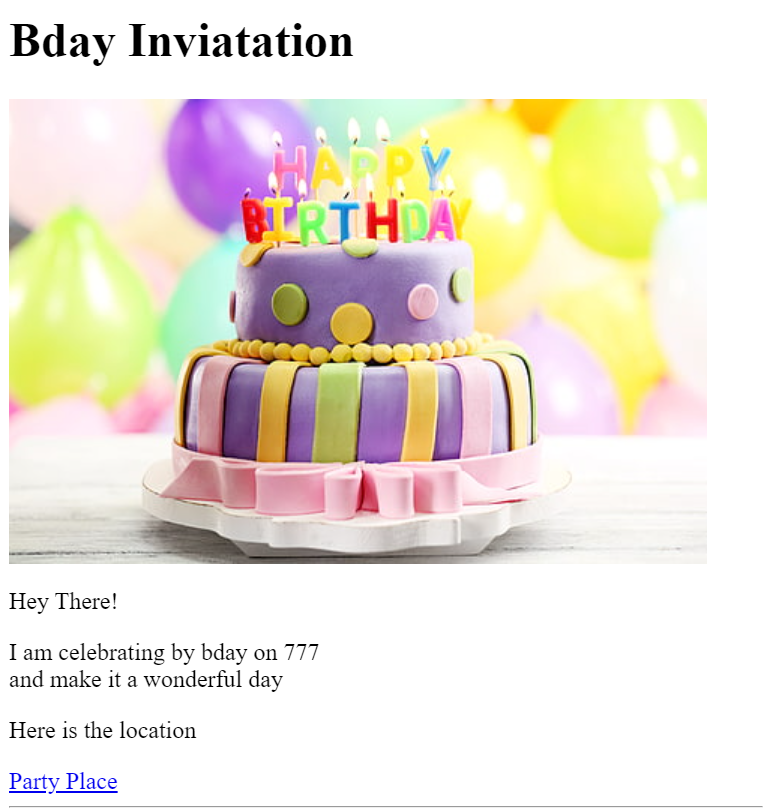 Bday Inviatation
HAPPY
BIRTHDAY
Hey There!
I am celebrating by bday on 777
and make it a wonderful day
Here is the location
Party Place